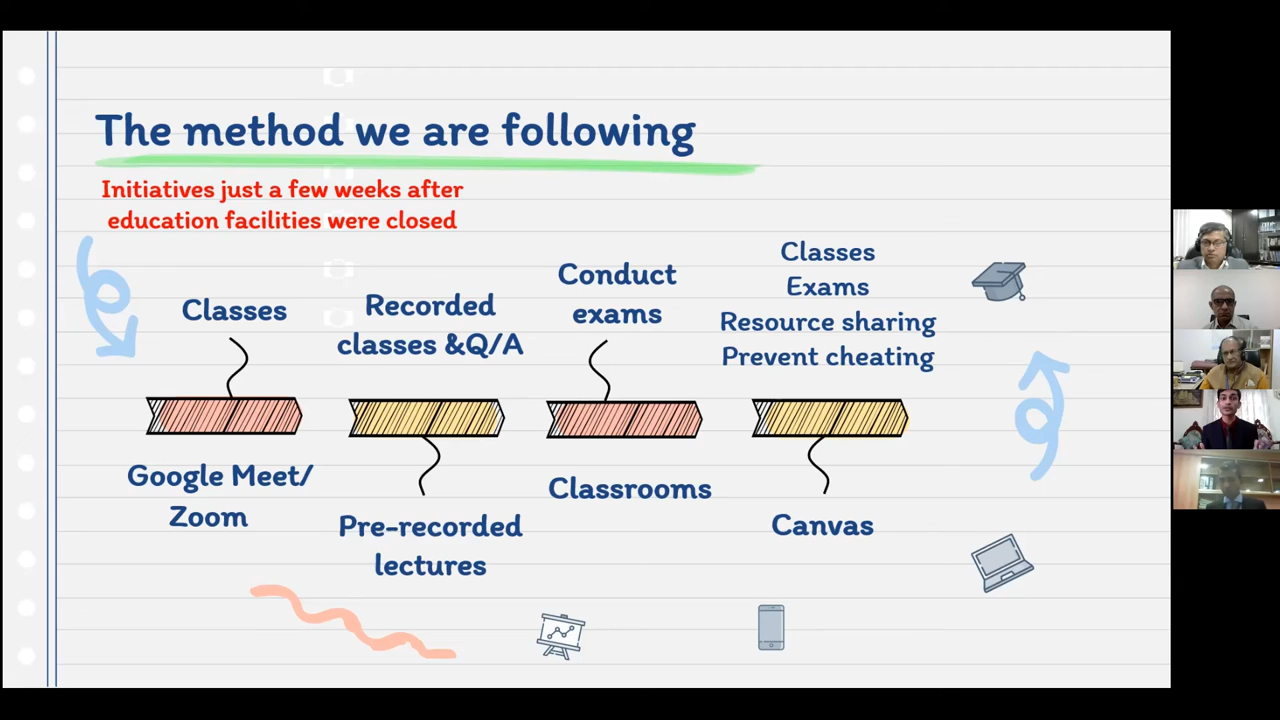 The method we are following
Initiatives just a few weeks after
education facilities were closed
Classes
Google Meet/
Zoom
Recorded
classes &Q/A
Pre-recorded
lectures
Conduct
exams
Classrooms
Classes
Exams
Resource sharing
Prevent cheating
Canvas